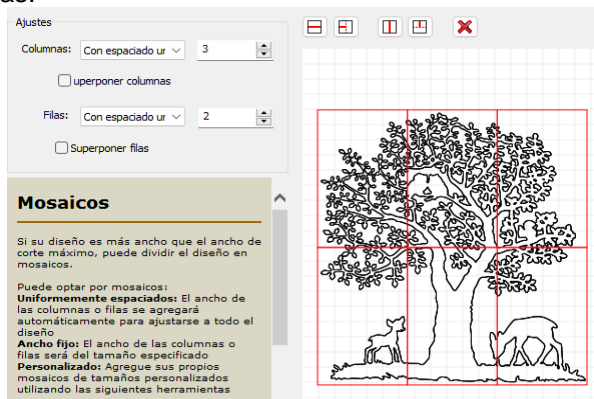 as.
Ajustes
Columnas: Con espaciado ur 3
uperponer columnas
Filas: Con espaciado ur 2
Superponer filas
Mosaicos
Si su diseño es más ancho que el ancho de
corte máximo, puede dividir el diseño en
mosaicos.
Puede optar por mosaicos:
Uniformemente espaciados: El ancho de
las columnas o filas se agregará
automáticamente para ajustarse a todo el
diseño
Ancho fijo: El ancho de las columnas o
filas será del tamaño especificado
Personalizado: Agregue sus propios
mosaicos de tamaños personalizados
utilizando las siguientes herramientas